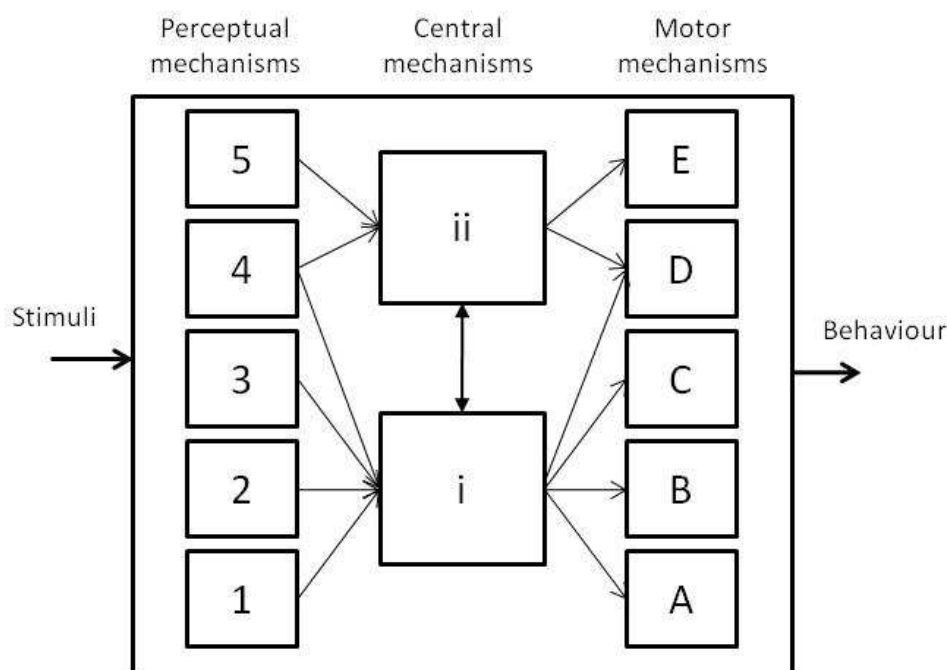 Perceptual mechanisms
Central mechanisms
Motor mechanisms
5
ii
E
4
D
Stimuli
Behaviour
3
C
2
i
B
1
A